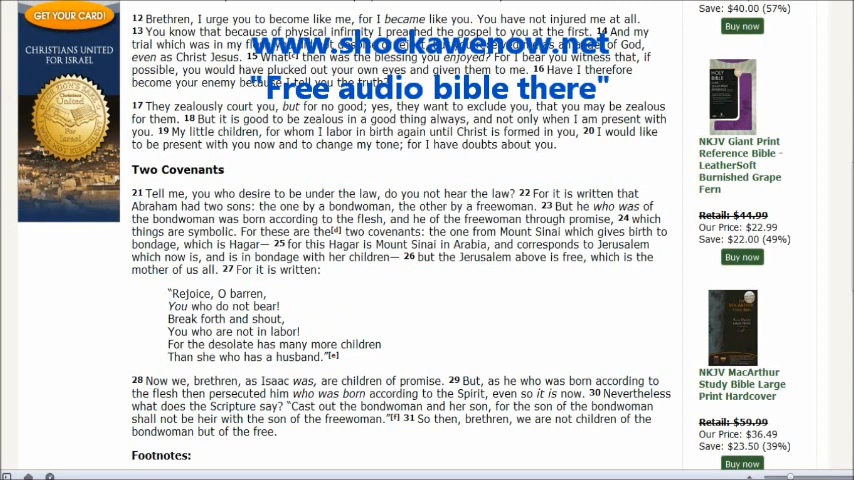 GET YOUR CARD!
CHRISTIANS UNITED
FOR ISRAEL
12 Brethren, I urge you to become like me, for I became like you. You have not injured me at all.
13 You know that because of physical infirmity I preached the gospel to you at the first. 14 And my
trial which was in my of God,
even as Christ Jesus. 15 What[c] then was the blessing you enjoyed? For I bear you witness that, if
possible, you would have plucked out your own eyes and given them to me. 16 Have I therefore
become your enemy because I tell you the truth?
www.shockawenow.net
"Free audio bible there"
17 They zealously court you, but for no good; yes, they want to exclude you, that you may be zealous
for them. 18 But it is good to be zealous in a good thing always, and not only when I am present with
you. 19 My little children, for whom I labor in birth again until Christ is formed in you, 20 I would like
to be present with you now and to change my tone; for I have doubts about you.
Two Covenants
21 Tell me, you who desire to be under the law, do you not hear the law? 22 For it is written that
Abraham had two sons: the one by a bondwoman, the other by a freewoman. 23 But he who was of
the bondwoman was born according to the flesh, and he of the freewoman through promise, 24 which
things are symbolic. For these are the[d] two covenants: the one from Mount Sinai which gives birth to
bondage, which is Hagar— 25 for this Hagar is Mount Sinai in Arabia, and corresponds to Jerusalem
which now is, and is in bondage with her children— 26 but the Jerusalem above is free, which is the
mother of us all. 27 For it is written:
“Rejoice, O barren,
You who do not bear!
Break forth and shout,
You who are not in labor!
For the desolate has many more children
Than she who has a husband.”[e]
28 Now we, brethren, as Isaac was, are children of promise. 29 But, as he who was born according to
the flesh then persecuted him who was born according to the Spirit, even so it is now. 30 Nevertheless
what does the Scripture say? “Cast out the bondwoman and her son, for the son of the bondwoman
shall not be heir with the son of the freewoman.”[f] 31 So then, brethren, we are not children of the
bondwoman but of the free.
Footnotes:
Save: $40.00 (57%)
Buy now
NKJV Giant Print
Reference Bible -
LeatherSoft
Burnished Grape
Fern
Retail: $44.99
Our Price: $22.99
Save: $22.00 (49%)
Buy now
NKJV MacArthur
Study Bible Large
Print Hardcover
Retail: $59.99
Our Price: $36.49
Save: $23.50 (39%)
Buy now